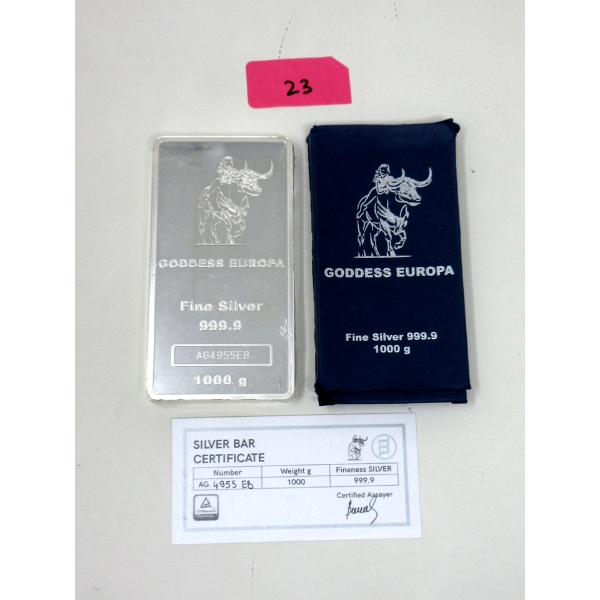 23
GODDESS EUROPA
Fine Silver
999.9
AG4955EB
1000 g
GODDESS EUROPA
Fine Silver 999.9
1000 g
SILVER BAR
CERTIFICATE
Number Weight g Fineness SILVER
AG 4955 EB 1000 999.9
Certified Assayer